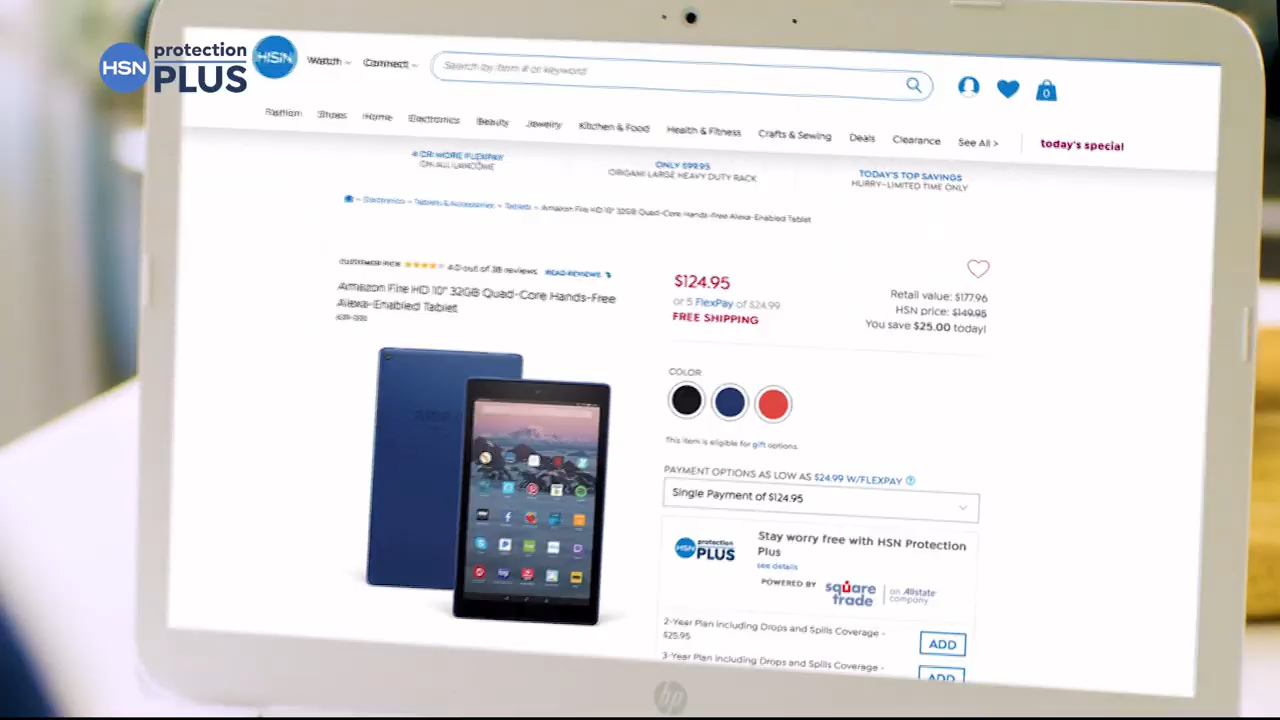 HSN protection PLUS
HSN Watch Connect Search by item # or keyword 0
Fashion Shoes Home Electronics Beauty Jewelry Kitchen & Food Health & Fitness Crafts & Sewing Deals Clearance See All > today's special
ONLY $99.95
ORIGAMI LARGE HEAVY DUTY RACK
TODAY'S TOP SAVINGS
HURRY-LIMITED TIME ONLY
Electronics Tablets & Accessories Tablets Amazon Fire HD 10" 32GB Quad-Core Hands-Free Alexa-Enabled Tablet
CUSTOMER PICK 4.0 out of 38 reviews READ REVIEWS
Amazon Fire HD 10" 32GB Quad-Core Hands-Free
Alexa-Enabled Tablet
$124.95
or 5 FlexPay of $24.99
FREE SHIPPING
Retail value: $177.96
HSN price: $149.95
You save $25.00 today!
COLOR
This item is eligible for gift options.
PAYMENT OPTIONS AS LOW AS $24.99 W/FLEXPAY ?
Single Payment of $124.95
HSN protection PLUS
Stay worry free with HSN Protection
Plus
see details
POWERED BY square trade an Allstate company
2-Year Plan Including Drops and Spills Coverage -
$25.95
ADD
3-Year Plan Including Drops and Spills Coverage -
ADD
hp